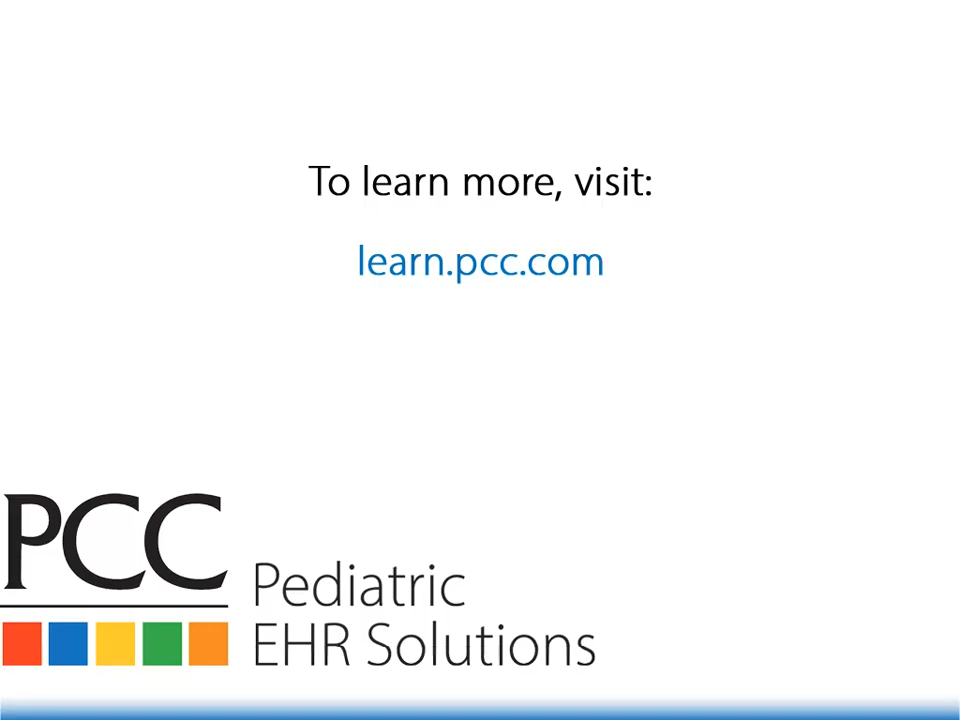 To learn more, visit:
learn.pcc.com
PCC
Pediatric
EHR Solutions